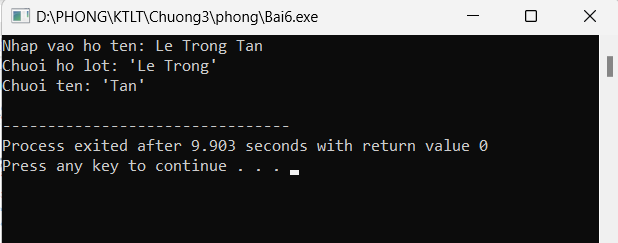 D:\PHONG\KTLT\Chuong3\phong\Bai6.exe
Nhap vao ho ten: Le Trong Tan
Chuoi ho lot: 'Le Trong'
Chuoi ten: 'Tan'
--------------------------------
Process exited after 9.903 seconds with return value 0
Press any key to continue . . .